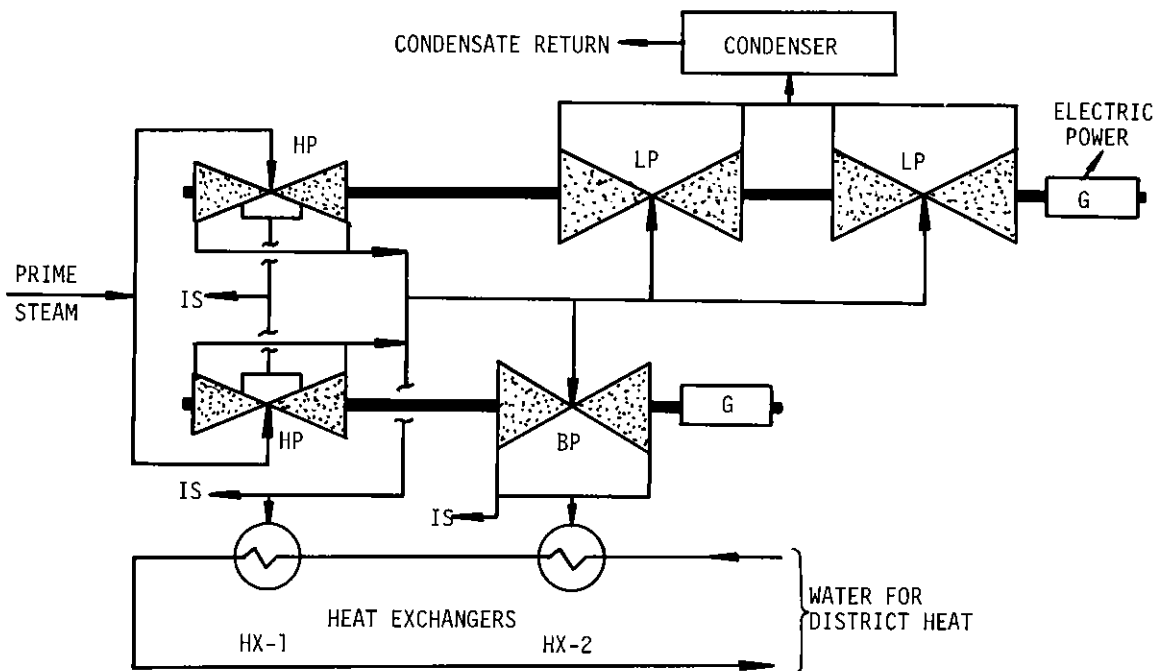 CONDENSATE RETURN
CONDENSER
ELECTRIC
POWER
HP
LP
LP
G
PRIME
STEAM
IS
HP
BP
G
IS
IS
WATER FOR
DISTRICT HEAT
HEAT EXCHANGERS
HX-1
HX-2